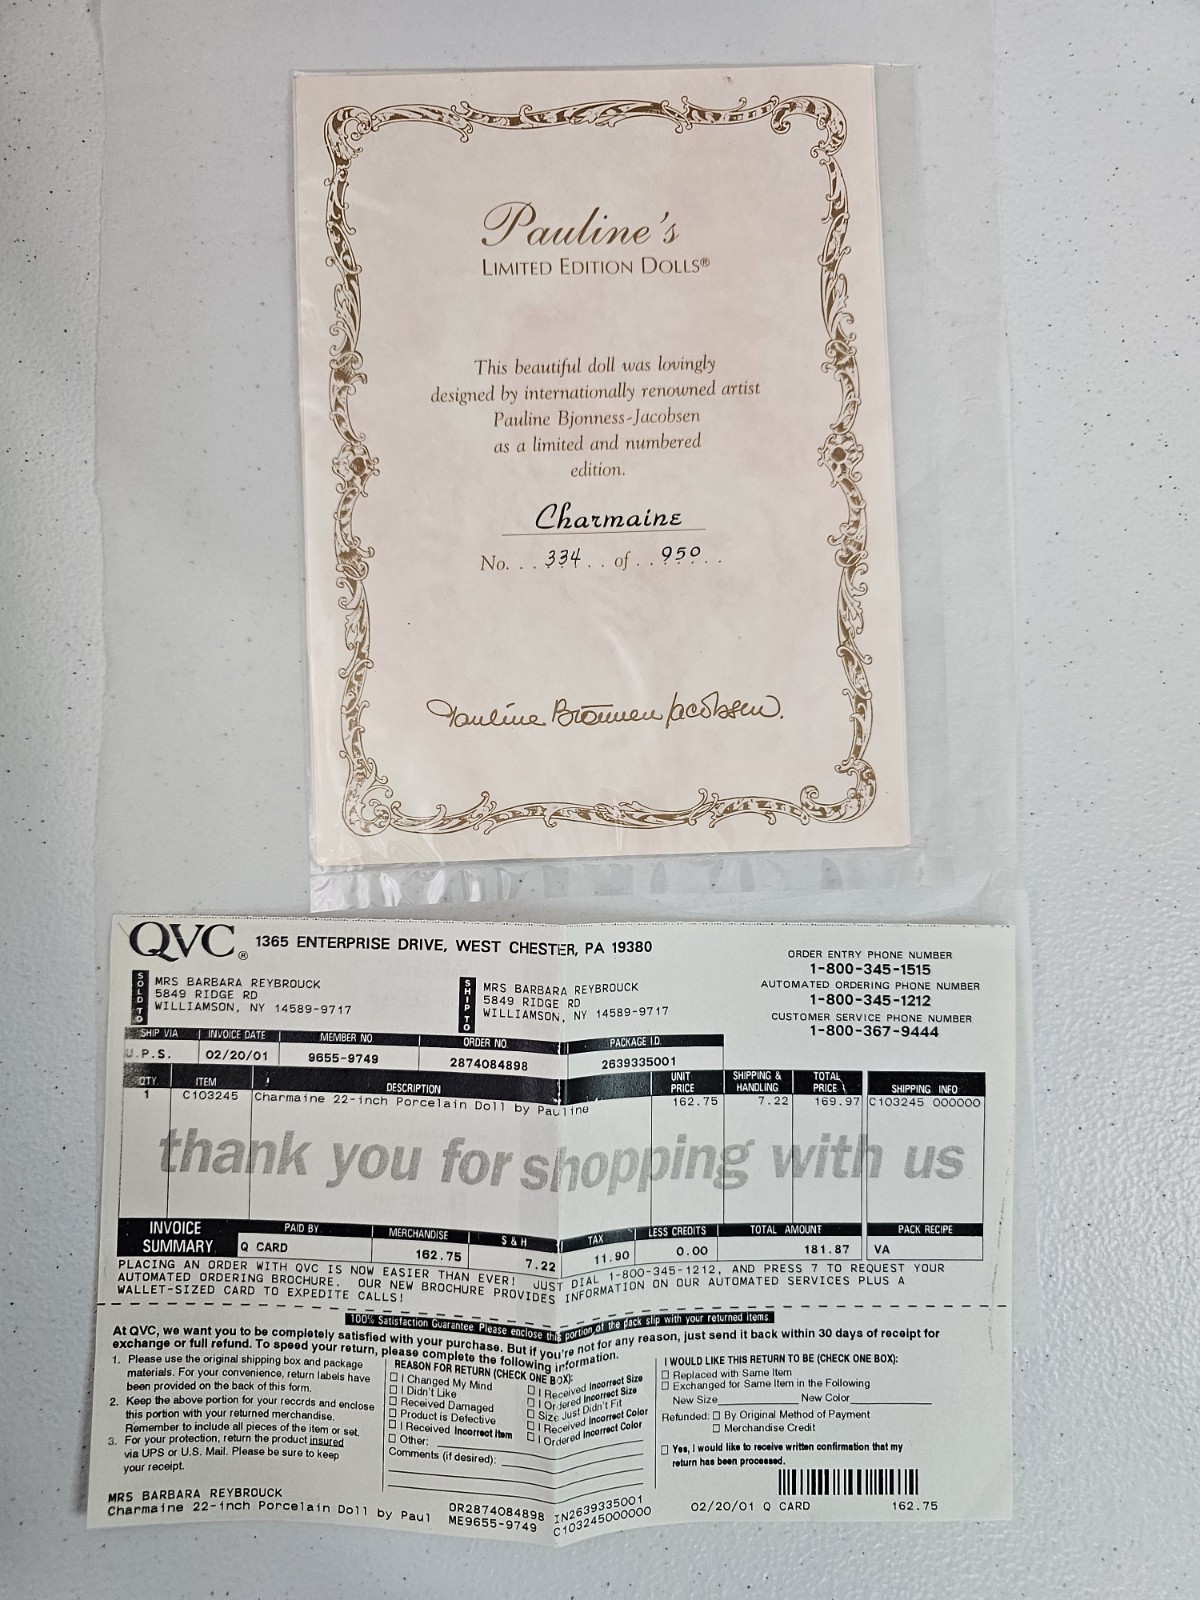 Pauline's
LIMITED EDITION DOLLS®
This beautiful doll was lovingly
designed by internationally renowned artist
Pauline Bjonness-Jacobsen
as a limited and numbered
edition.
Charmaine
No. . . 334 . . of . . 950 . .
QVC® 1365 ENTERPRISE DRIVE, WEST CHESTER, PA 19380
ORDER ENTRY PHONE NUMBER
1-800-345-1515
AUTOMATED ORDERING PHONE NUMBER
1-800-345-1212
CUSTOMER SERVICE PHONE NUMBER
1-800-367-9444
SOLD TO
MRS BARBARA REYBROUCK
5849 RIDGE RD
WILLIAMSON, NY 14589-9717
SHIP TO
MRS BARBARA REYBROUCK
5849 RIDGE RD
WILLIAMSON, NY 14589-9717
SHIP VIA INVOICE DATE MEMBER NO. ORDER NO. PACKAGE I.D.
U.P.S. 02/20/01 9655-9749 2874084898 2639335001
QTY. ITEM DESCRIPTION UNIT PRICE SHIPPING & HANDLING TOTAL PRICE SHIPPING INFO
1 C103245 Charmaine 22-inch Porcelain Doll by Pauline 162.75 7.22 169.97 C103245 000000
thank you for shopping with us
INVOICE SUMMARY PAID BY MERCHANDISE S & H TAX LESS CREDITS TOTAL AMOUNT PACK RECIPE
Q CARD 162.75 7.22 11.90 0.00 181.87 VA
PLACING AN ORDER WITH QVC IS NOW EASIER THAN EVER! JUST DIAL 1-800-345-1212, AND PRESS 7 TO REQUEST YOUR
AUTOMATED ORDERING BROCHURE. OUR NEW BROCHURE PROVIDES INFORMATION ON OUR AUTOMATED SERVICES PLUS A
WALLET-SIZED CARD TO EXPEDITE CALLS!
100% Satisfaction Guarantee. Please enclose this portion of the pack slip with your returned items
At QVC, we want you to be completely satisfied with your purchase. But if you're not for any reason, just send it back within 30 days of receipt for
exchange or full refund. To speed your return, please complete the following information.
1. Please use the original shipping box and package
materials. For your convenience, return labels have
been provided on the back of this form.
2. Keep the above portion for your records and enclose
this portion with your returned merchandise.
Remember to include all pieces of the item or set.
3. For your protection, return the product insured
via UPS or U.S. Mail. Please be sure to keep
your receipt.
REASON FOR RETURN (CHECK ONE BOX):
☐ I Changed My Mind
☐ I Didn't Like
☐ Received Damaged
☐ Product is Defective
☐ I Received Incorrect Item
☐ Other:
Comments (if desired):
☐ I Received Incorrect Size
☐ I Ordered Incorrect Size
☐ Size Just Didn't Fit
☐ I Received Incorrect Color
☐ I Ordered Incorrect Color
I WOULD LIKE THIS RETURN TO BE (CHECK ONE BOX):
☐ Replaced with Same Item
☐ Exchanged for Same Item in the Following
New Size New Color
Refunded: ☐ By Original Method of Payment
☐ Merchandise Credit
☐ Yes, I would like to receive written confirmation that my
return has been processed.
MRS BARBARA REYBROUCK
Charmaine 22-inch Porcelain Doll by Paul
OR2874084898 IN2639335001
ME9655-9749 C103245000000
02/20/01 Q CARD 162.75